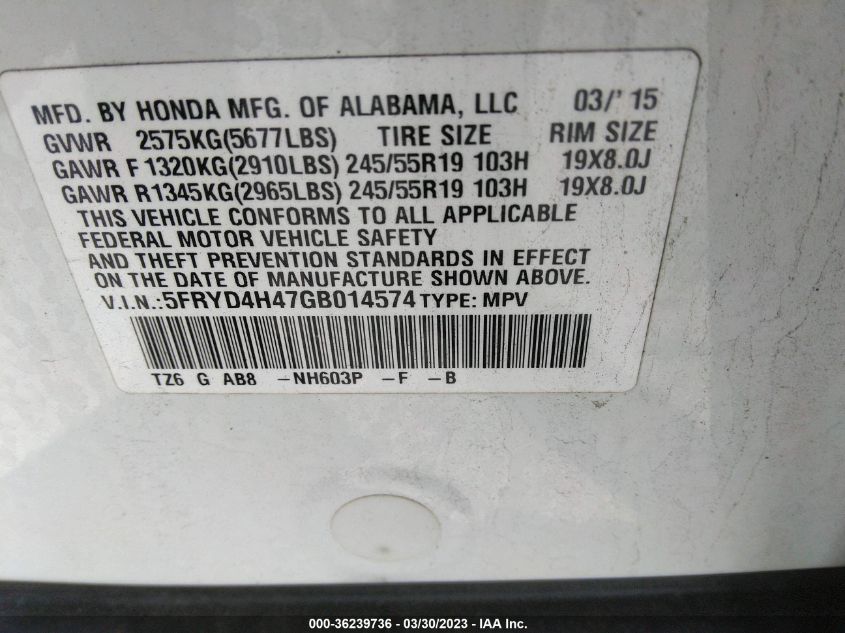 MFD. BY HONDA MFG. OF ALABAMA, LLC 03/' 15
GVWR 2575KG(5677LBS) TIRE SIZE RIM SIZE
GAWR F 1320KG(2910LBS) 245/55R19 103H 19X8.0J
GAWR R1345KG(2965LBS) 245/55R19 103H 19X8.0J
THIS VEHICLE CONFORMS TO ALL APPLICABLE
FEDERAL MOTOR VEHICLE SAFETY
AND THEFT PREVENTION STANDARDS IN EFFECT
ON THE DATE OF MANUFACTURE SHOWN ABOVE.
V.I.N.:5FRYD4H47GB014574 TYPE: MPV
TZ6 G AB8 -NH603P -F -B
000-36239736 - 03/30/2023 - IAA Inc.